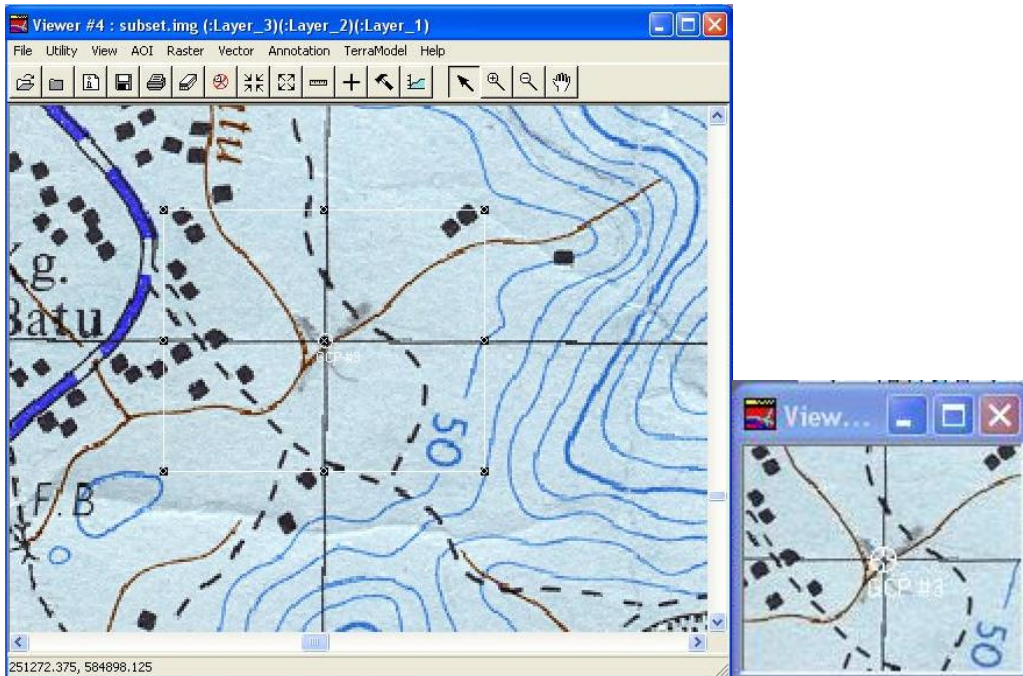 Viewer #4 : subset.img (:Layer_3)(:Layer_2)(:Layer_1)
File Utility View AOI Raster Vector Annotation TerraModel Help
tu
g.
Batu
GCP #3
50
F.B
251272.375, 584898.125
View...
GCP #3
50